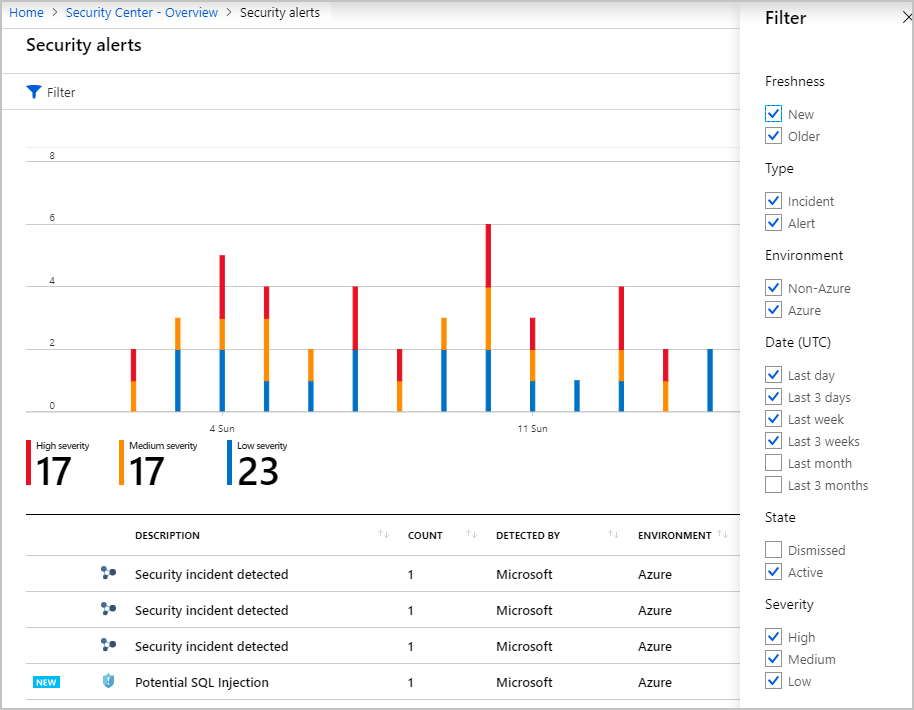 Home > Security Center - Overview > Security alerts
Security alerts
Filter
8
6
4
2
0
4 Sun
11 Sun
High severity
17
Medium severity
17
Low severity
23
DESCRIPTION COUNT DETECTED BY ENVIRONMENT
Security incident detected 1 Microsoft Azure
Security incident detected 1 Microsoft Azure
Security incident detected 1 Microsoft Azure
NEW Potential SQL Injection 1 Microsoft Azure
Filter
Freshness
New
Older
Type
Incident
Alert
Environment
Non-Azure
Azure
Date (UTC)
Last day
Last 3 days
Last week
Last 3 weeks
Last month
Last 3 months
State
Dismissed
Active
Severity
High
Medium
Low